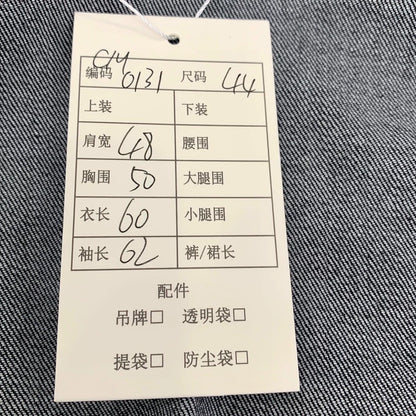 CM
编码 0131 尺码 44
上装 下装
肩宽 48 腰围
胸围 50 大腿围
衣长 60 小腿围
袖长 62 裤/裙长
配件
吊牌□ 透明袋□
提袋□ 防尘袋□